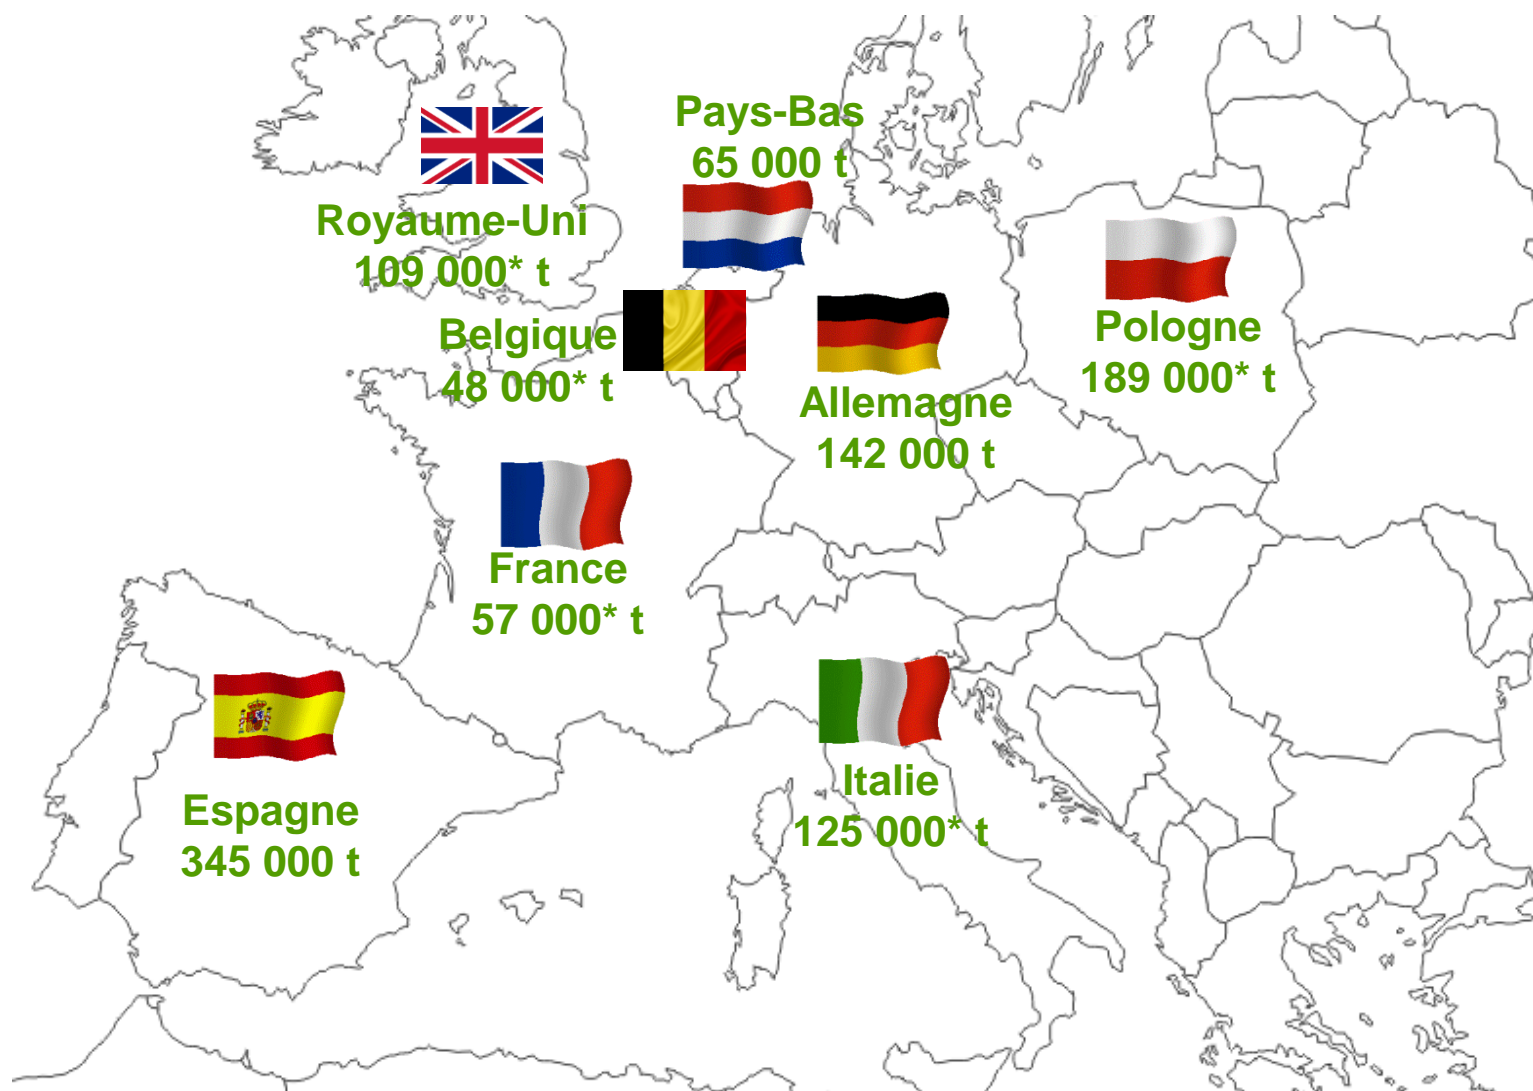 Pays-Bas
65 000 t
Royaume-Uni
109 000* t
Belgique
48 000* t
Pologne
189 000* t
Allemagne
142 000 t
France
57 000* t
Italie
125 000* t
Espagne
345 000 t